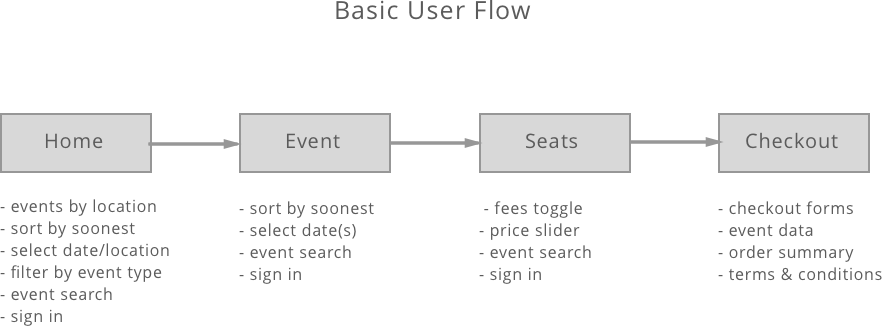 Basic User Flow
Home
Event
Seats
Checkout
- events by location
- sort by soonest
- select date/location
- filter by event type
- event search
- sign in
- sort by soonest
- select date(s)
- event search
- sign in
- fees toggle
- price slider
- event search
- sign in
- checkout forms
- event data
- order summary
- terms & conditions